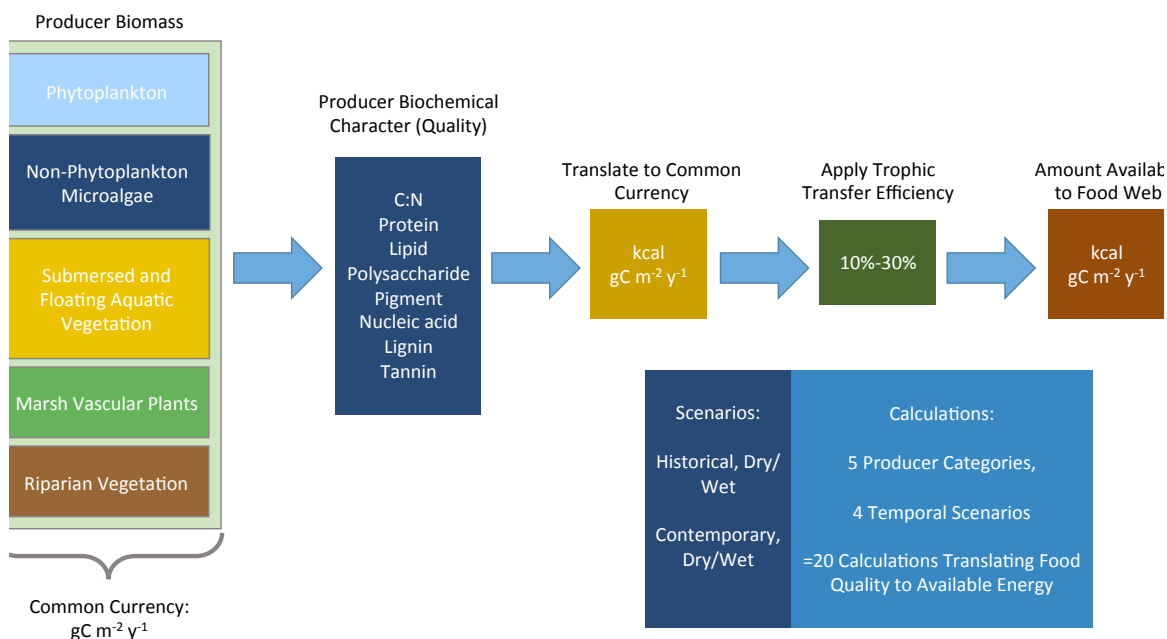 Producer Biomass
Phytoplankton
Non-Phytoplankton
Microalgae
Submersed and
Floating Aquatic
Vegetation
Marsh Vascular Plants
Riparian Vegetation
Common Currency:
gC m⁻² y⁻¹
Producer Biochemical
Character (Quality)
C:N
Protein
Lipid
Polysaccharide
Pigment
Nucleic acid
Lignin
Tannin
Translate to Common
Currency
kcal
gC m⁻² y⁻¹
Apply Trophic
Transfer Efficiency
10%-30%
Amount Availab
to Food Web
kcal
gC m⁻² y⁻¹
Scenarios:
Historical, Dry/
Wet
Contemporary,
Dry/Wet
Calculations:
5 Producer Categories,
4 Temporal Scenarios
=20 Calculations Translating Food
Quality to Available Energy